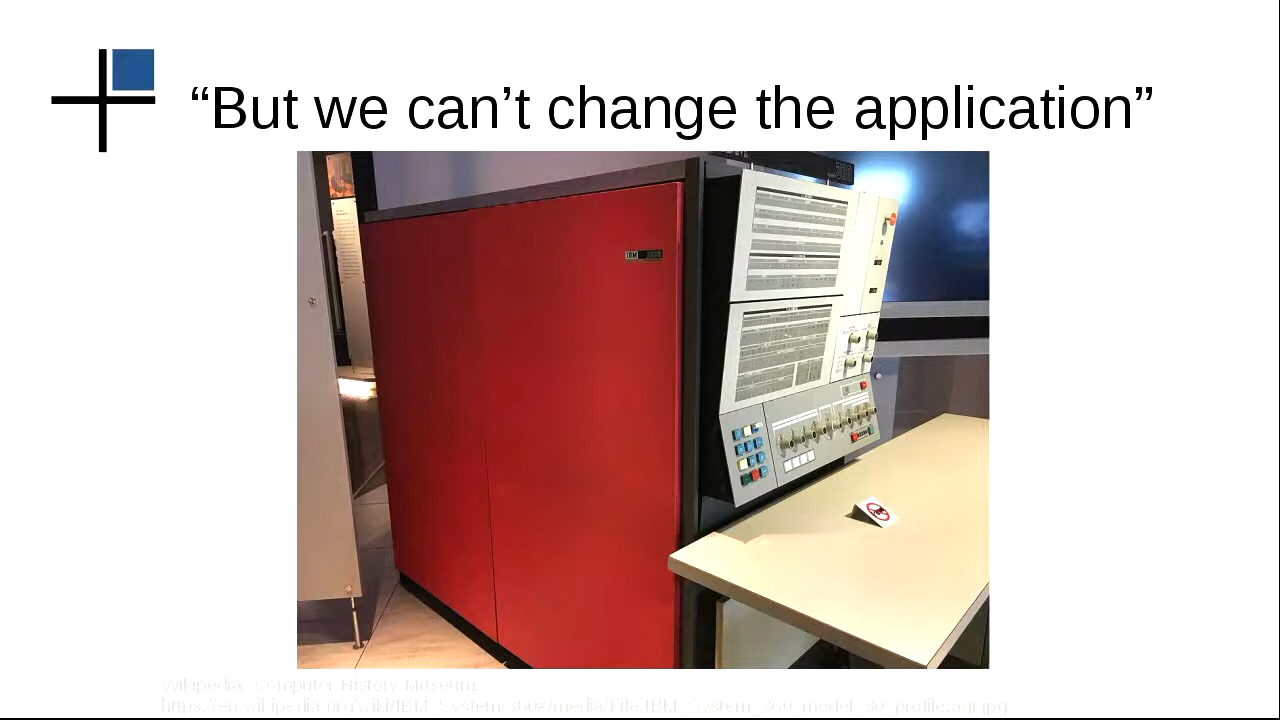 “But we can’t change the application”
IBM
Wikipedia, Computer History Museum,
https://en.wikipedia.org/wiki/IBM_System/360#/media/File:IBM_System_360_model_30_profile.agr.jpg